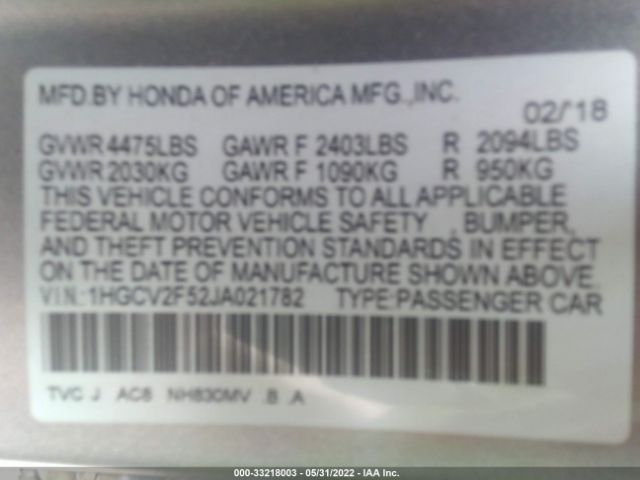 MFD.BY HONDA OF AMERICA MFG.,INC.
02/'18
GVWR 4475LBS GAWR F 2403LBS R 2094LBS
GVWR 2030KG GAWR F 1090KG R 950KG
THIS VEHICLE CONFORMS TO ALL APPLICABLE
FEDERAL MOTOR VEHICLE SAFETY , BUMPER,
AND THEFT PREVENTION STANDARDS IN EFFECT
ON THE DATE OF MANUFACTURE SHOWN ABOVE.
V.I.N.:1HGCV2F52JA021782 TYPE:PASSENGER CAR
TVC J AC8 NH830MV .B .A
000-33218003 - 05/31/2022 - IAA Inc.